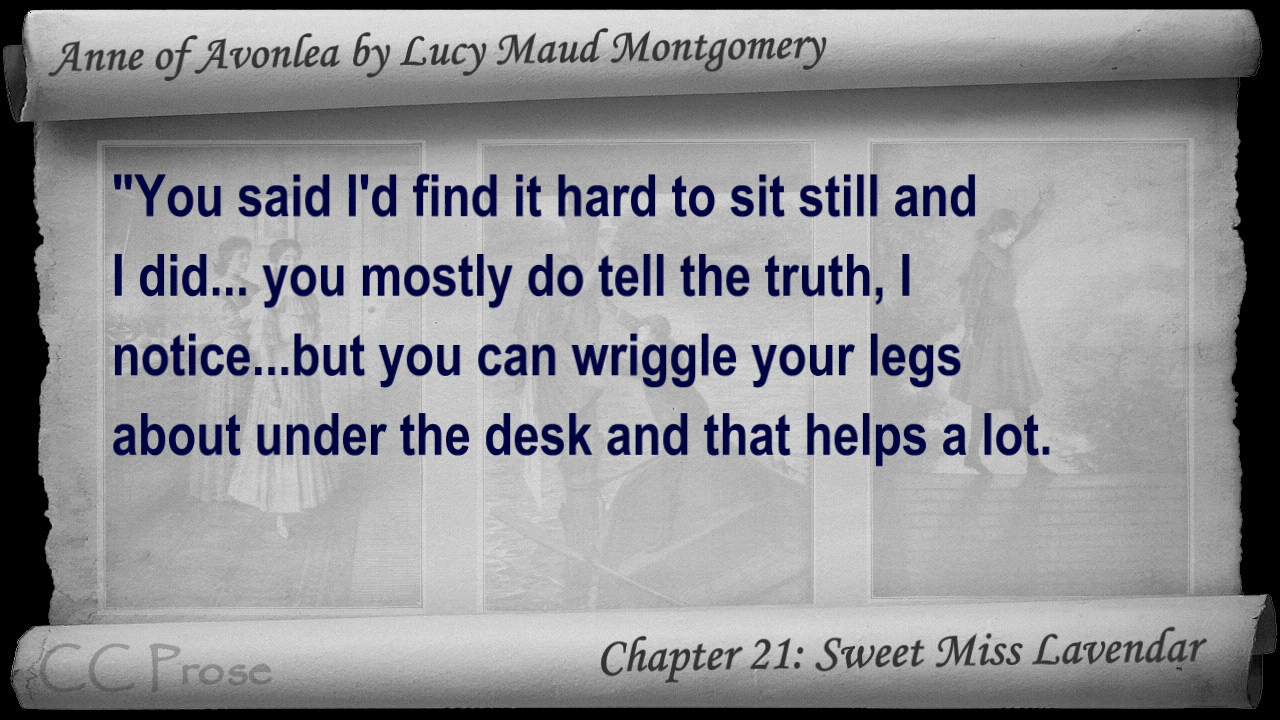 Anne of Avonlea by Lucy Maud Montgomery
"You said I'd find it hard to sit still and
I did... you mostly do tell the truth, I
notice...but you can wriggle your legs
about under the desk and that helps a lot.
CC Prose
Chapter 21: Sweet Miss Lavendar